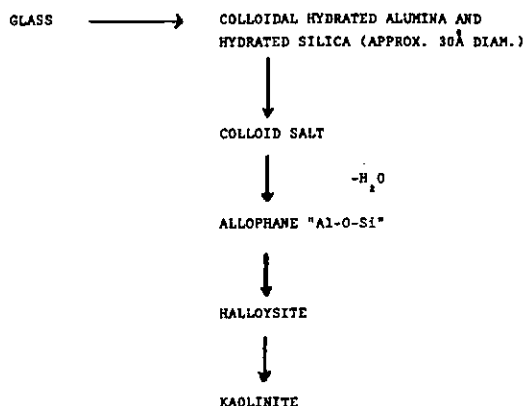 GLASS
COLLOIDAL HYDRATED ALUMINA AND
HYDRATED SILICA (APPROX. 30Å DIAM.)
COLLOID SALT
-H₂O
ALLOPHANE "Al-O-Si"
HALLOYSITE
KAOLINITE